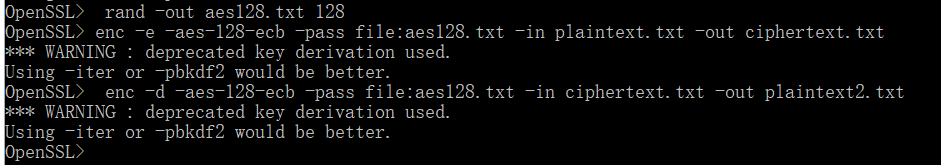 OpenSSL>  rand -out aes128.txt 128
OpenSSL> enc -e -aes-128-ecb -pass file:aes128.txt -in plaintext.txt -out ciphertext.txt
*** WARNING : deprecated key derivation used.
Using -iter or -pbkdf2 would be better.
OpenSSL>  enc -d -aes-128-ecb -pass file:aes128.txt -in ciphertext.txt -out plaintext2.txt
*** WARNING : deprecated key derivation used.
Using -iter or -pbkdf2 would be better.
OpenSSL>